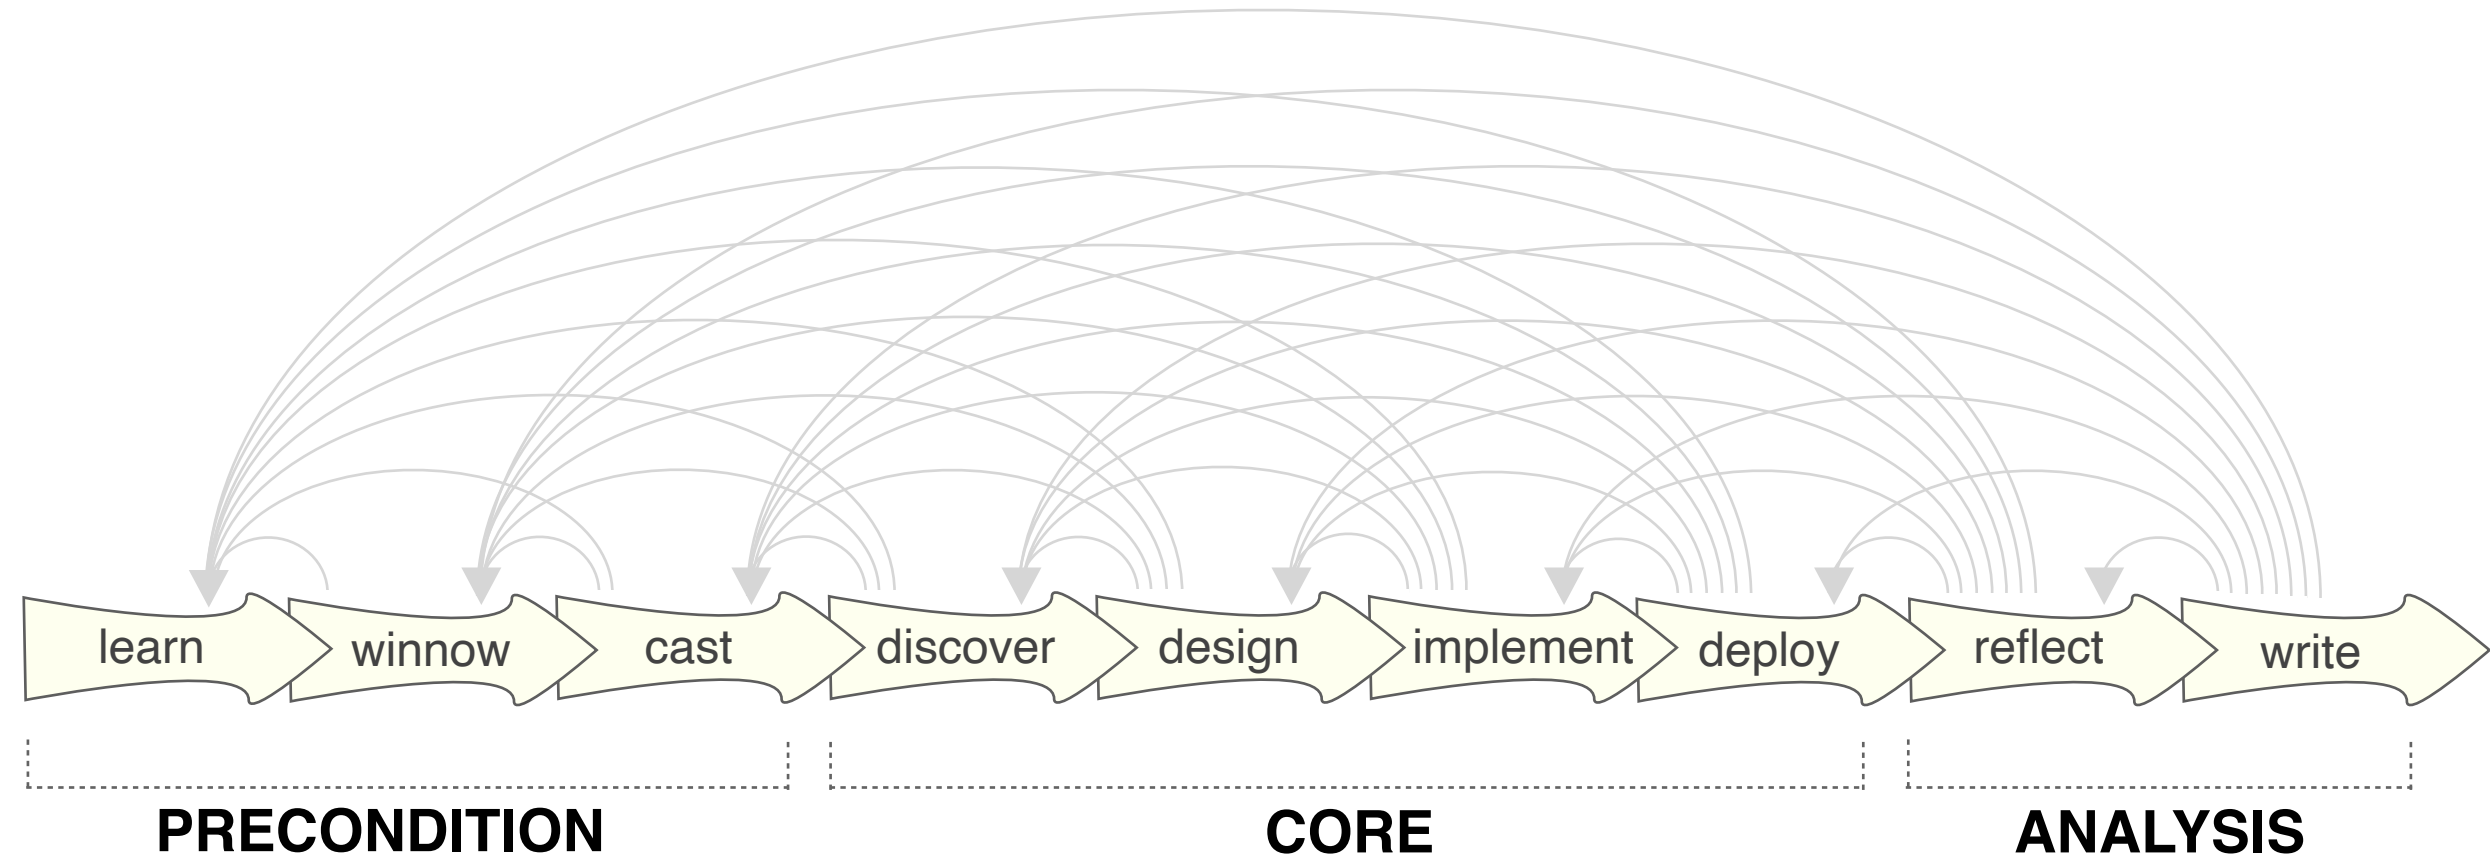 learn winnow cast discover design implement deploy reflect write
PRECONDITION CORE ANALYSIS